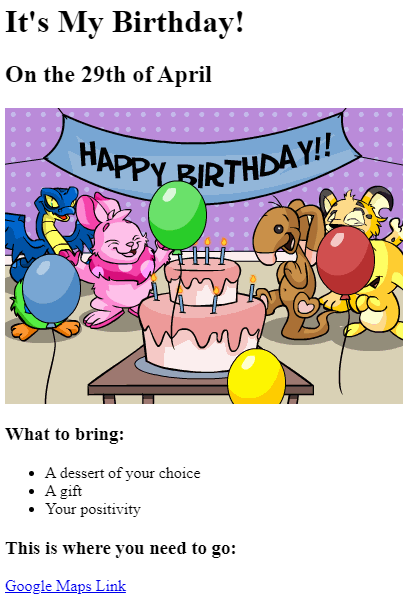 It's My Birthday!
On the 29th of April
HAPPY BIRTHDAY!!
What to bring:
A dessert of your choice
A gift
Your positivity
This is where you need to go:
Google Maps Link